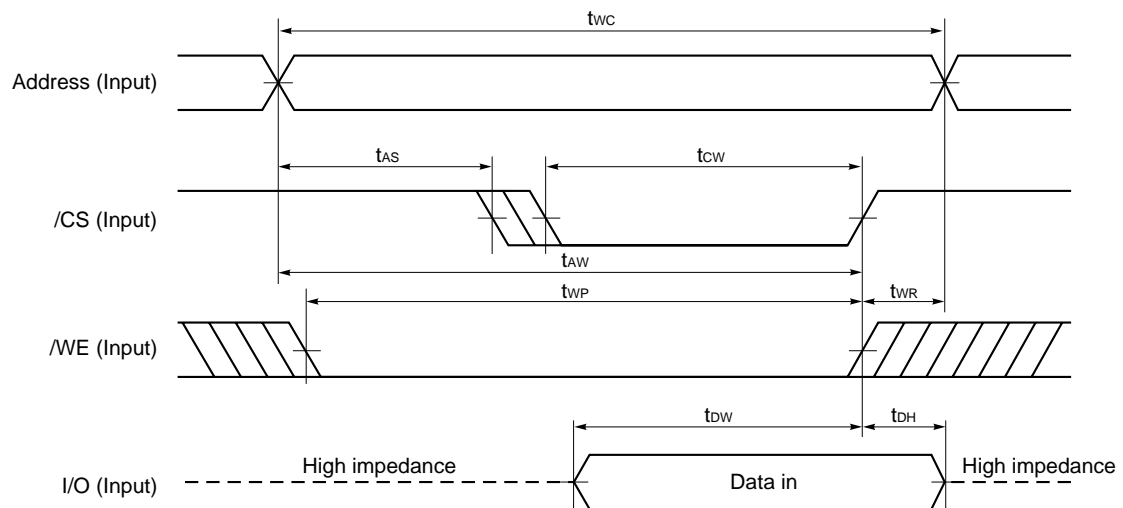 tWC
Address (Input)
tAS
tCW
/CS (Input)
tAW
tWP
tWR
/WE (Input)
tDW
tDH
High impedance
Data in
High impedance
I/O (Input)